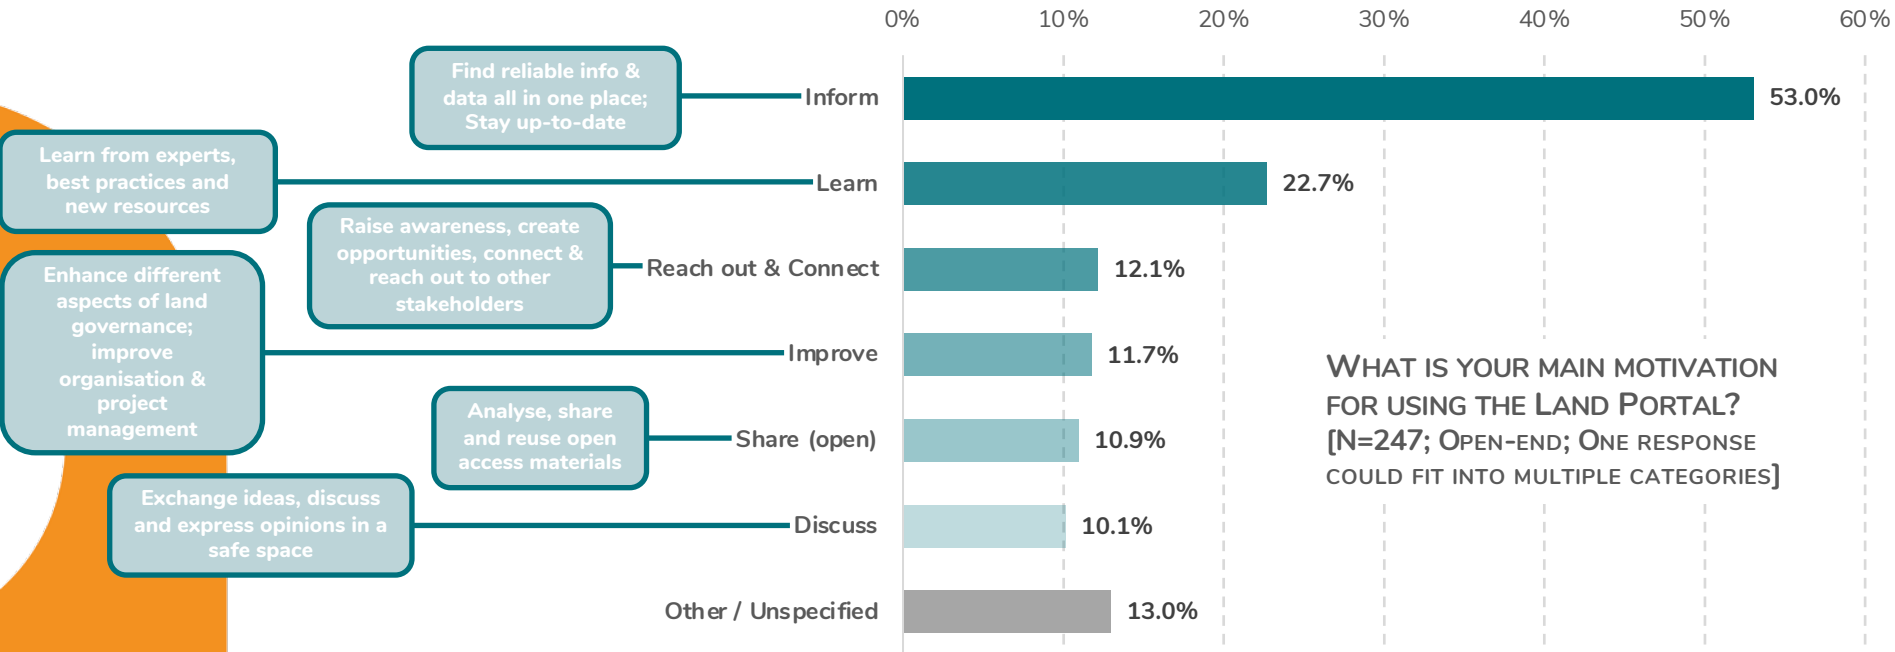 0% 10% 20% 30% 40% 50% 60%
Find reliable info &
data all in one place;
Stay up-to-date
Inform
53.0%
Learn from experts,
best practices and
new resources
Learn
22.7%
Raise awareness, create
opportunities, connect &
reach out to other
stakeholders
Reach out & Connect
12.1%
Enhance different
aspects of land
governance;
improve
organisation &
project
management
Improve
11.7%
Analyse, share
and reuse open
access materials
Share (open)
10.9%
Exchange ideas, discuss
and express opinions in a
safe space
Discuss
10.1%
Other / Unspecified
13.0%
What is your main motivation
for using the Land Portal?
[N=247; Open-end; One response
could fit into multiple categories]